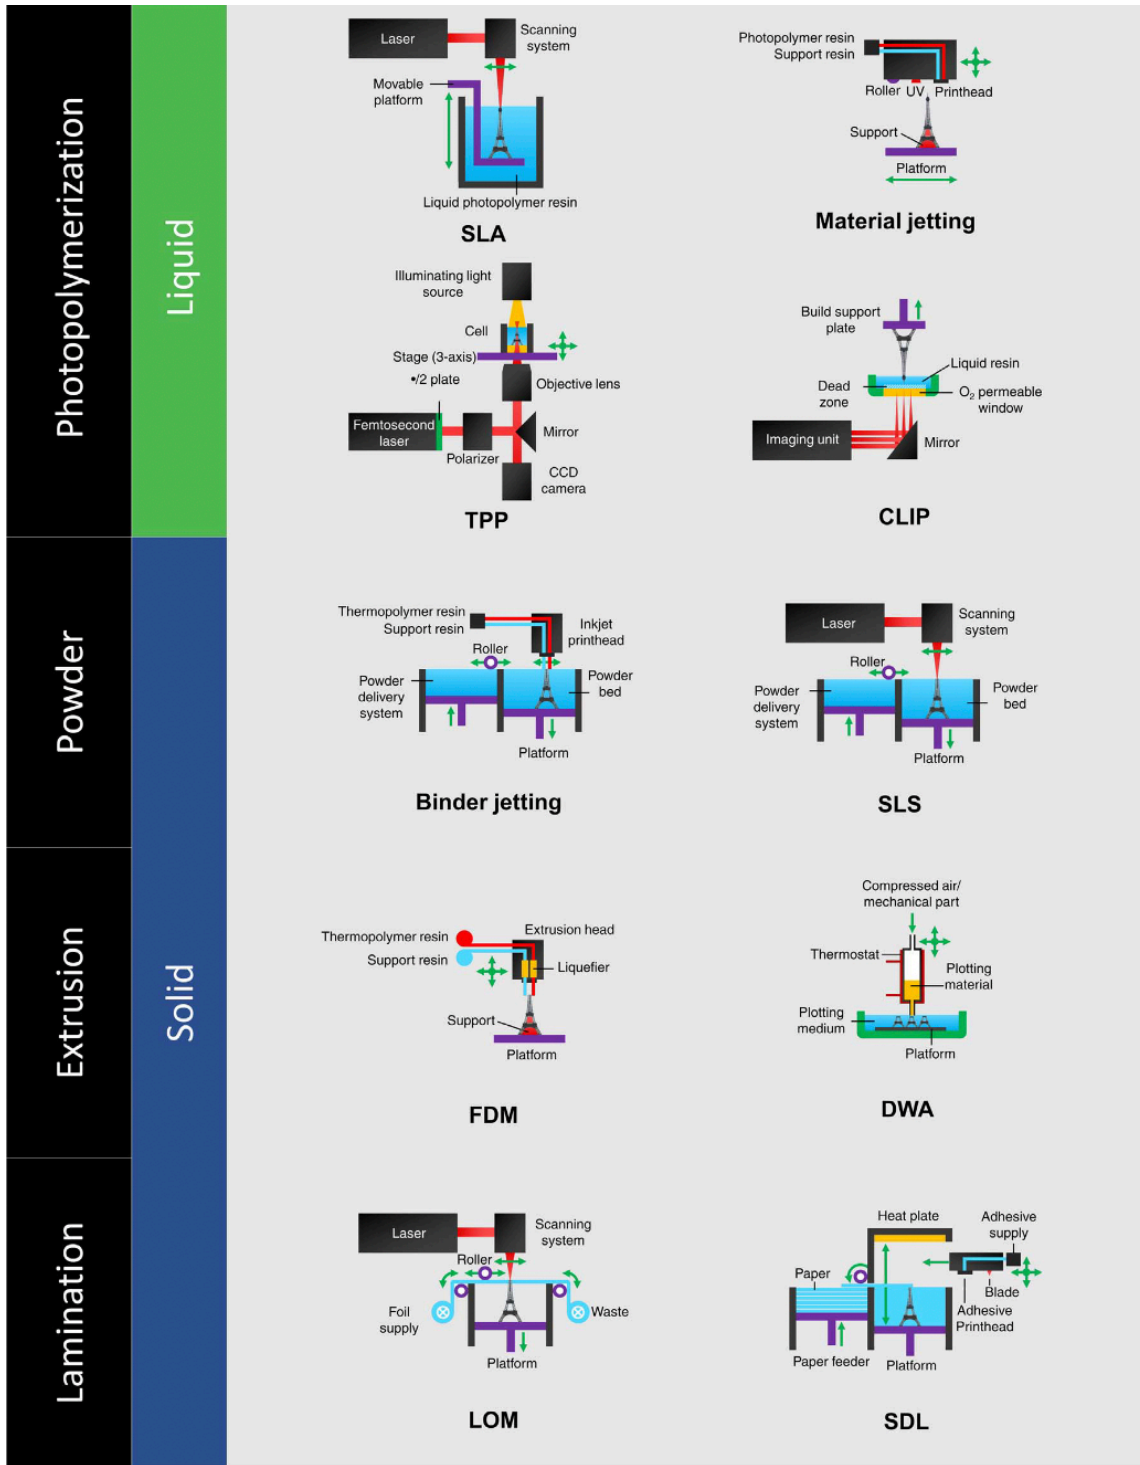 Photopolymerization
Liquid
Laser
Scanning
system
Movable
platform
Liquid photopolymer resin
SLA
Photopolymer resin
Support resin
Roller
UV
Printhead
Support
Platform
Material jetting
Illuminating light
source
Cell
Stage (3-axis)
•/2 plate
Objective lens
Femtosecond
laser
Mirror
Polarizer
CCD
camera
TPP
Build support
plate
Liquid resin
Dead
zone
O₂ permeable
window
Imaging unit
Mirror
CLIP
Powder
Solid
Thermopolymer resin
Support resin
Inkjet
printhead
Roller
Powder
delivery
system
Powder
bed
Platform
Binder jetting
Laser
Scanning
system
Roller
Powder
delivery
system
Powder
bed
Platform
SLS
Extrusion
Thermopolymer resin
Support resin
Extrusion head
Liquefier
Support
Platform
FDM
Compressed air/
mechanical part
Thermostat
Plotting
material
Plotting
medium
Platform
DWA
Lamination
Laser
Scanning
system
Roller
Foil
supply
Waste
Platform
LOM
Heat plate
Adhesive
supply
Paper
Blade
Adhesive
Printhead
Paper feeder
Platform
SDL